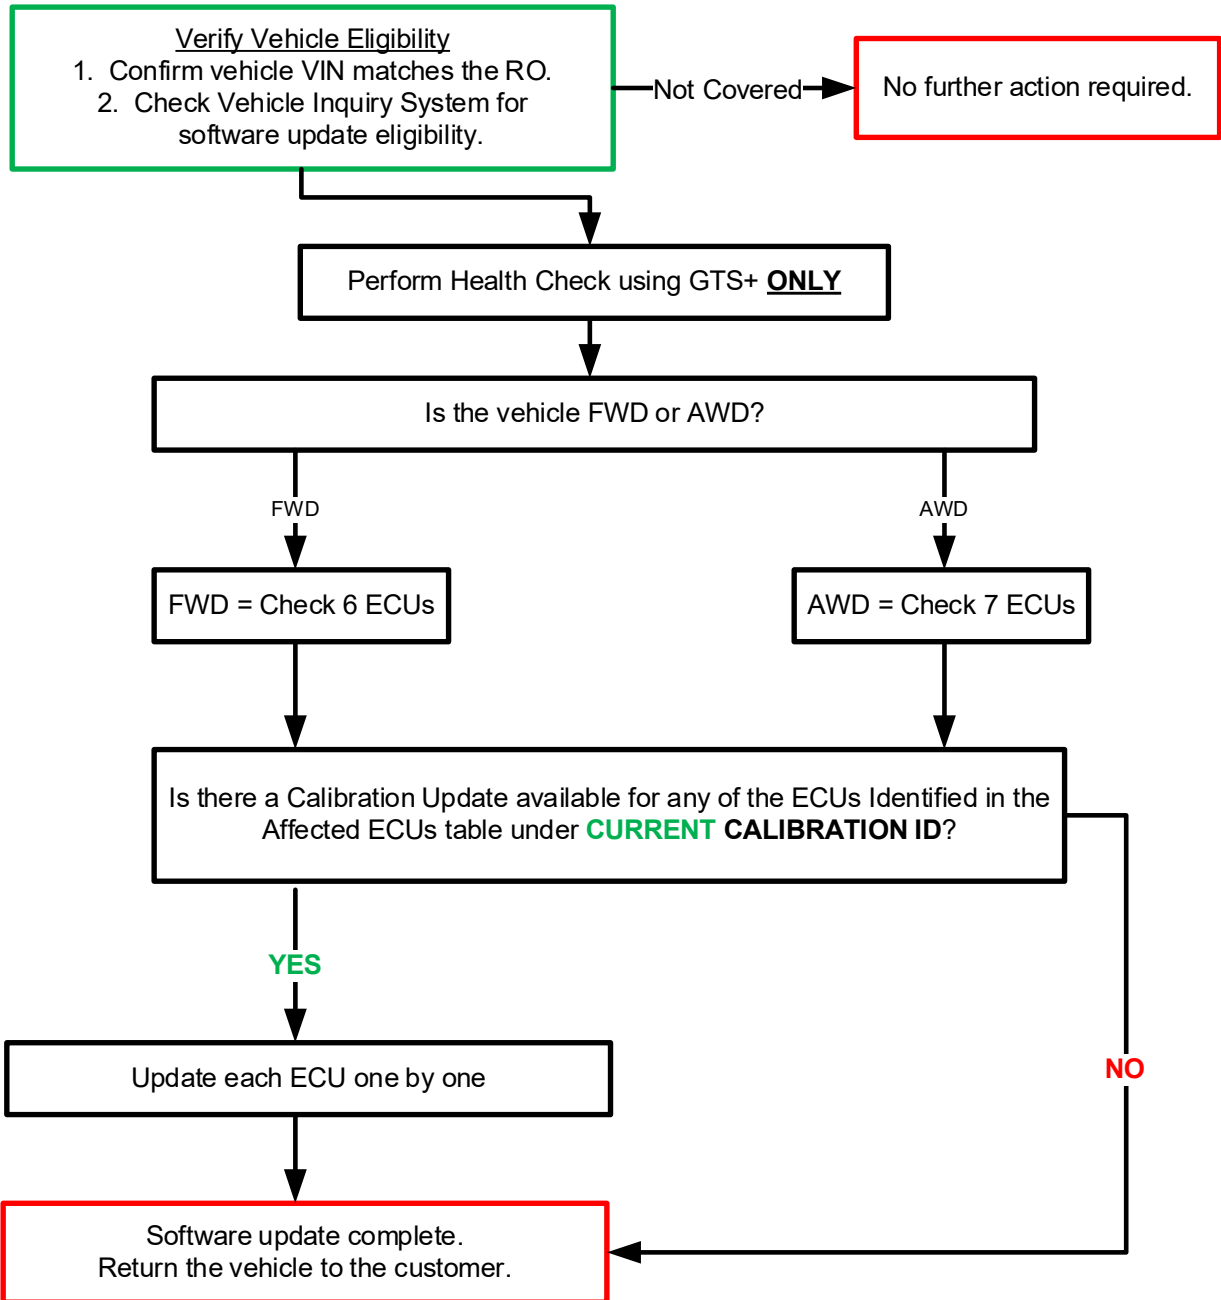 Verify Vehicle Eligibility
1. Confirm vehicle VIN matches the RO.
2. Check Vehicle Inquiry System for
software update eligibility.
Not Covered
No further action required.
Perform Health Check using GTS+ ONLY
Is the vehicle FWD or AWD?
FWD
AWD
FWD = Check 6 ECUs
AWD = Check 7 ECUs
Is there a Calibration Update available for any of the ECUs Identified in the
Affected ECUs table under CURRENT CALIBRATION ID?
YES
NO
Update each ECU one by one
Software update complete.
Return the vehicle to the customer.